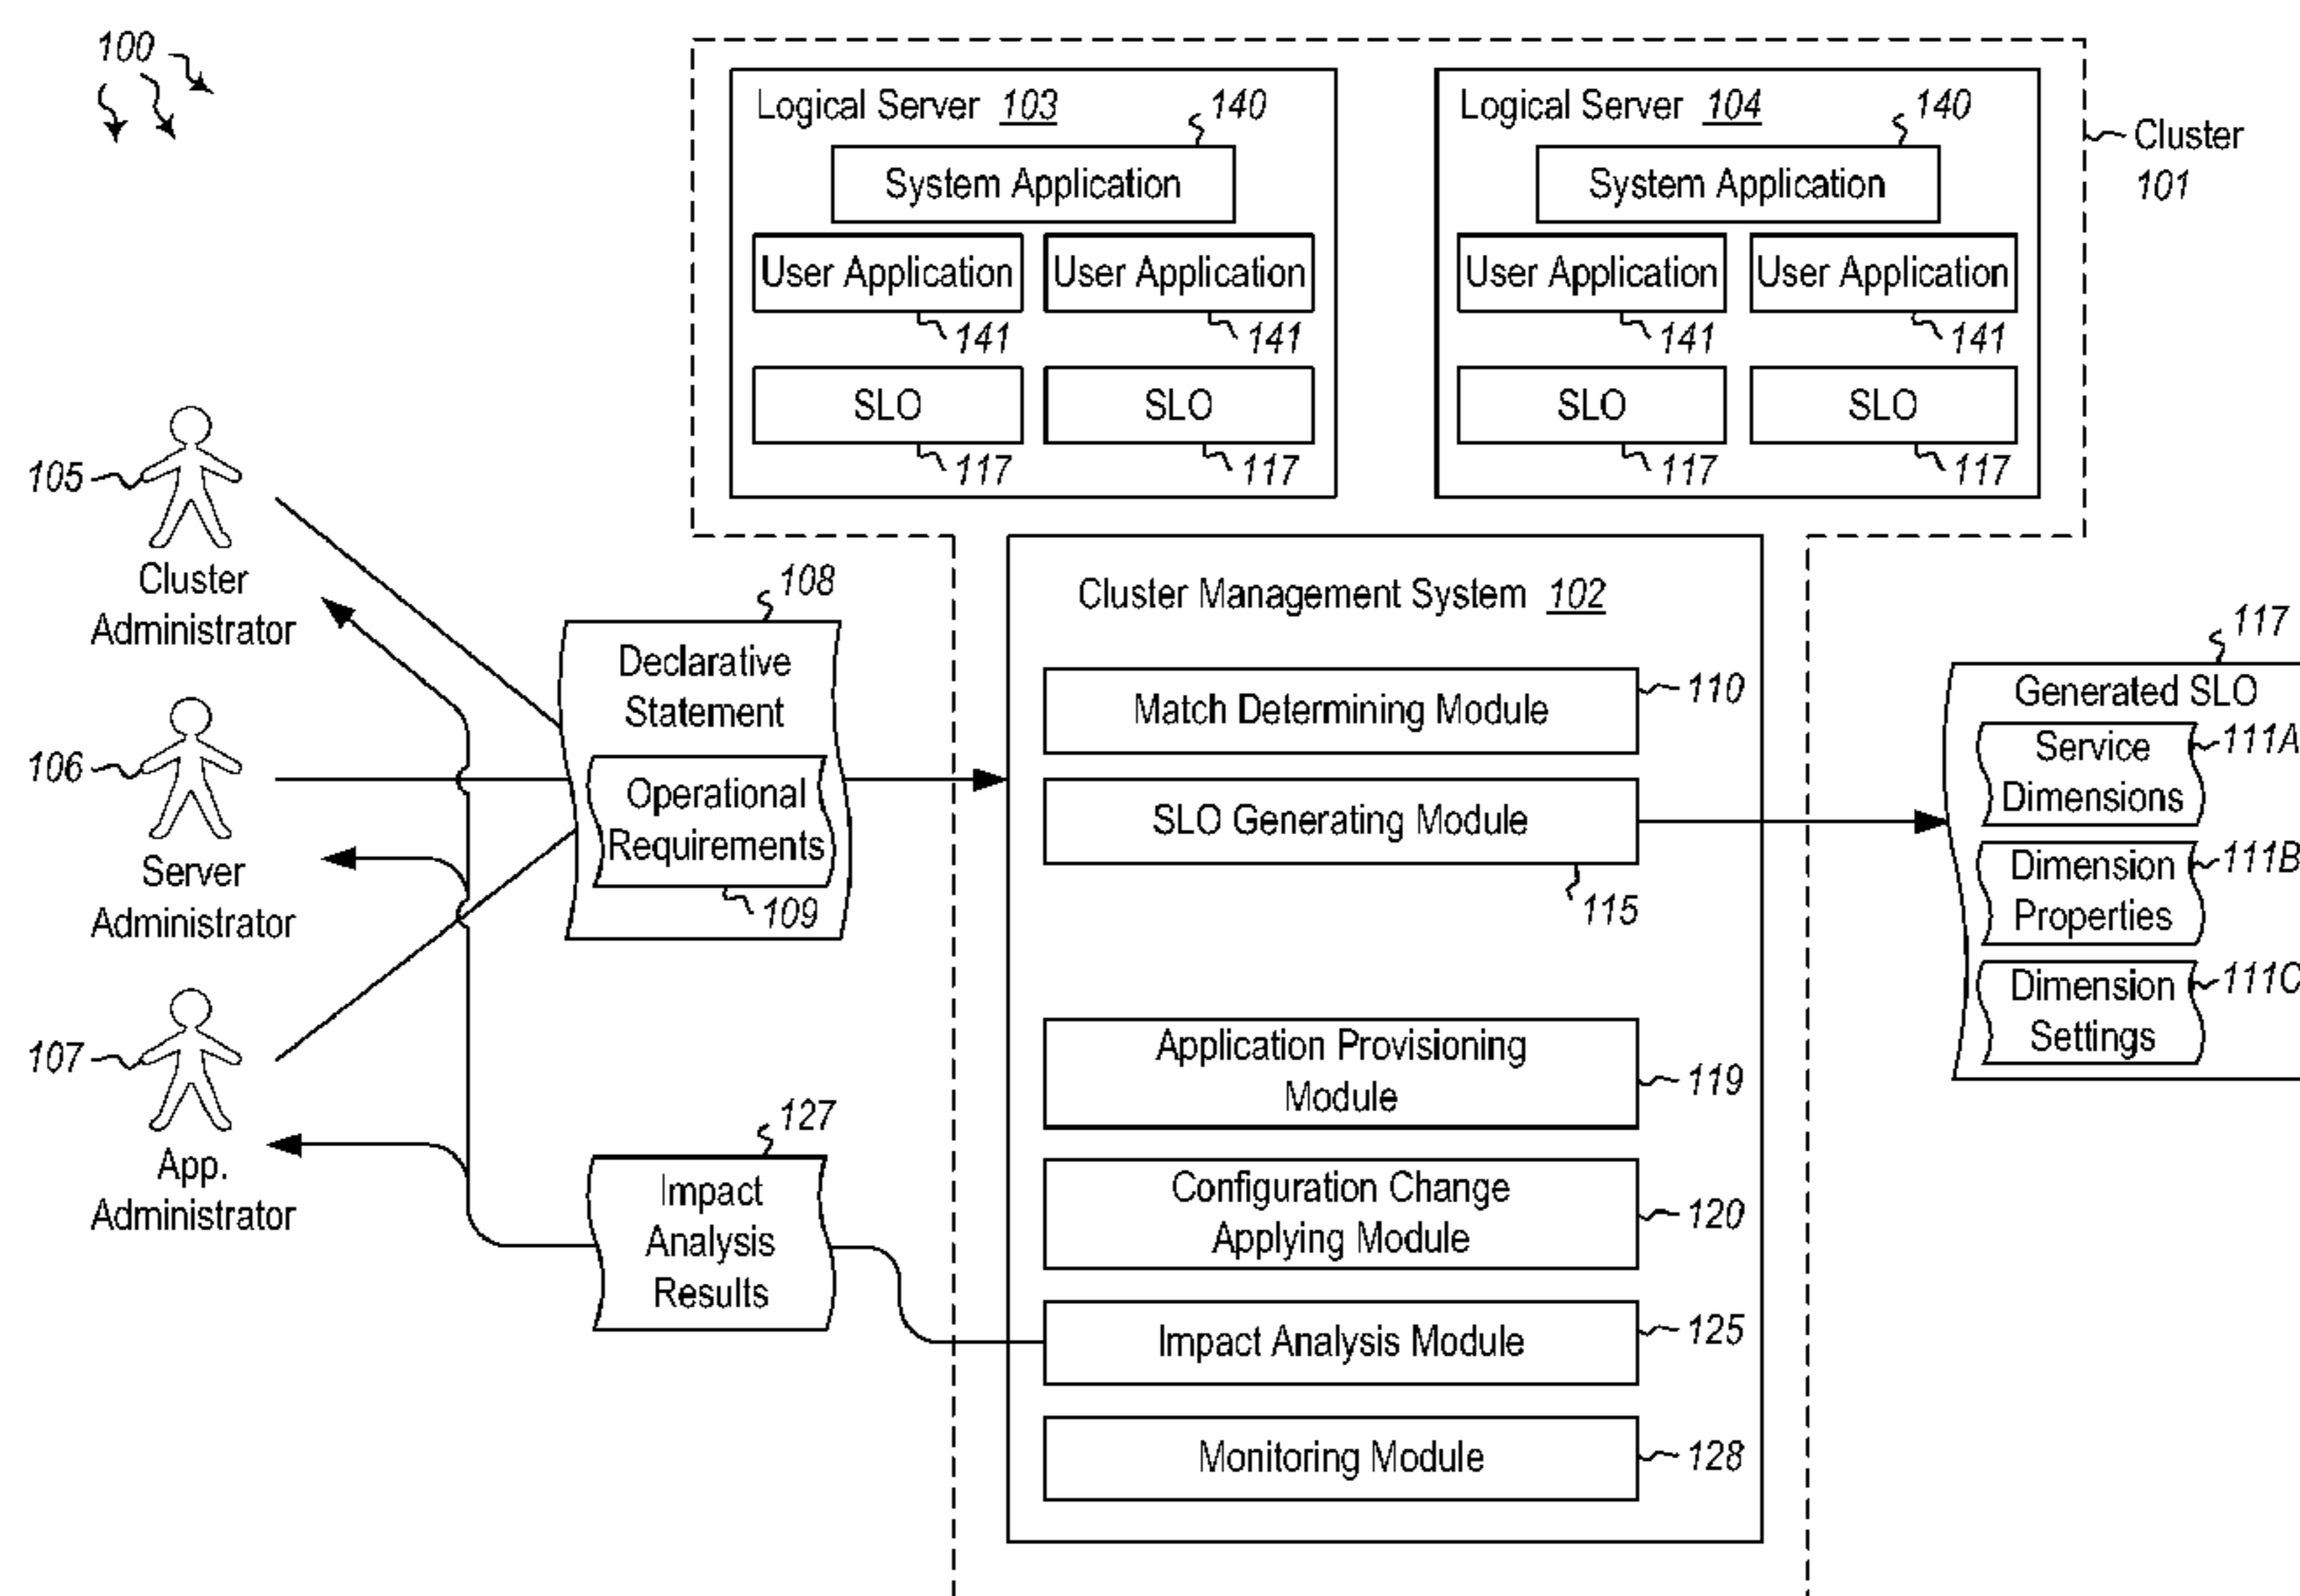 100
Logical Server 103
140
System Application
User Application
User Application
141
141
SLO
SLO
117
117
Logical Server 104
140
System Application
User Application
User Application
141
141
SLO
SLO
117
117
Cluster
101
105
Cluster
Administrator
106
Server
Administrator
107
App.
Administrator
108
Declarative
Statement
Operational
Requirements
109
127
Impact
Analysis
Results
Cluster Management System 102
Match Determining Module
110
SLO Generating Module
115
Application Provisioning
Module
119
Configuration Change
Applying Module
120
Impact Analysis Module
125
Monitoring Module
128
117
Generated SLO
Service
Dimensions
111A
Dimension
Properties
111B
Dimension
Settings
111C